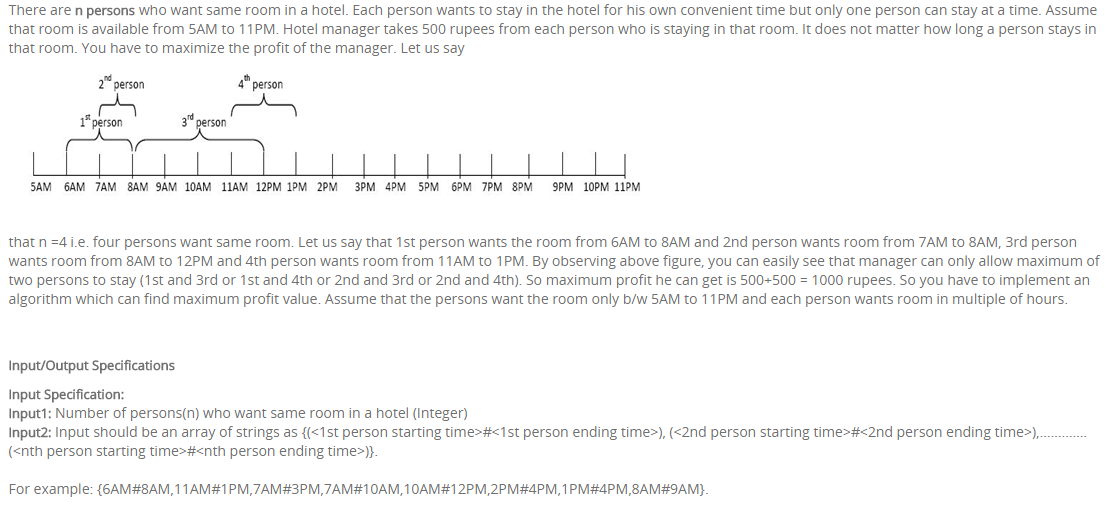 There are n persons who want same room in a hotel. Each person wants to stay in the hotel for his own convenient time but only one person can stay at a time. Assume
that room is available from 5AM to 11PM. Hotel manager takes 500 rupees from each person who is staying in that room. It does not matter how long a person stays in
that room. You have to maximize the profit of the manager. Let us say
2nd person 4th person
1st person 3rd person
5AM 6AM 7AM 8AM 9AM 10AM 11AM 12PM 1PM 2PM 3PM 4PM 5PM 6PM 7PM 8PM 9PM 10PM 11PM
that n =4 i.e. four persons want same room. Let us say that 1st person wants the room from 6AM to 8AM and 2nd person wants room from 7AM to 8AM, 3rd person
wants room from 8AM to 12PM and 4th person wants room from 11AM to 1PM. By observing above figure, you can easily see that manager can only allow maximum of
two persons to stay (1st and 3rd or 1st and 4th or 2nd and 3rd or 2nd and 4th). So maximum profit he can get is 500+500 = 1000 rupees. So you have to implement an
algorithm which can find maximum profit value. Assume that the persons want the room only b/w 5AM to 11PM and each person wants room in multiple of hours.
Input/Output Specifications
Input Specification:
Input1: Number of persons(n) who want same room in a hotel (Integer)
Input2: Input should be an array of strings as {(<1st person starting time>#<1st person ending time>), (<2nd person starting time>#<2nd person ending time>),.............
(<nth person starting time>#<nth person ending time>)}.
For example: {6AM#8AM,11AM#1PM,7AM#3PM,7AM#10AM,10AM#12PM,2PM#4PM,1PM#4PM,8AM#9AM}.